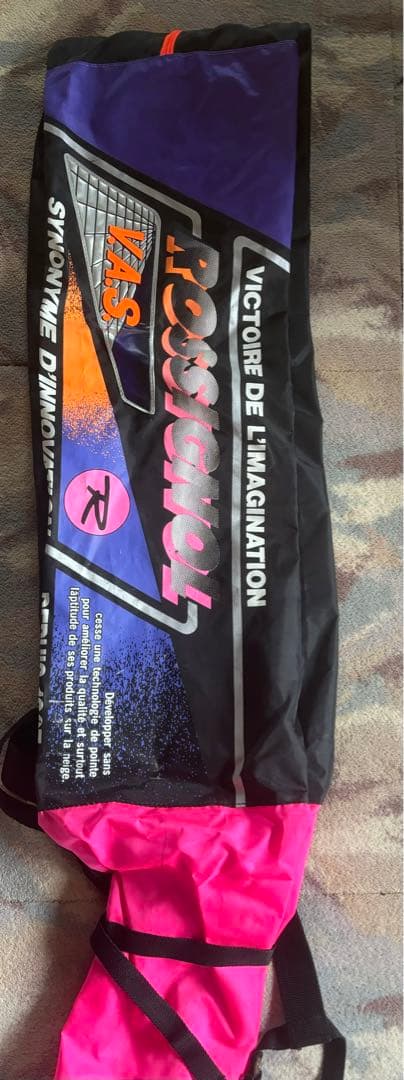 VICTOIRE DE L'IMAGINATION
ROSSIGNOL
V.A.S.
R
SYNONYME D'INNOVATION
Développer sans
cesse une technologie de pointe
pour améliorer la qualité et surtout
l'aptitude de ses produits sur la neige.